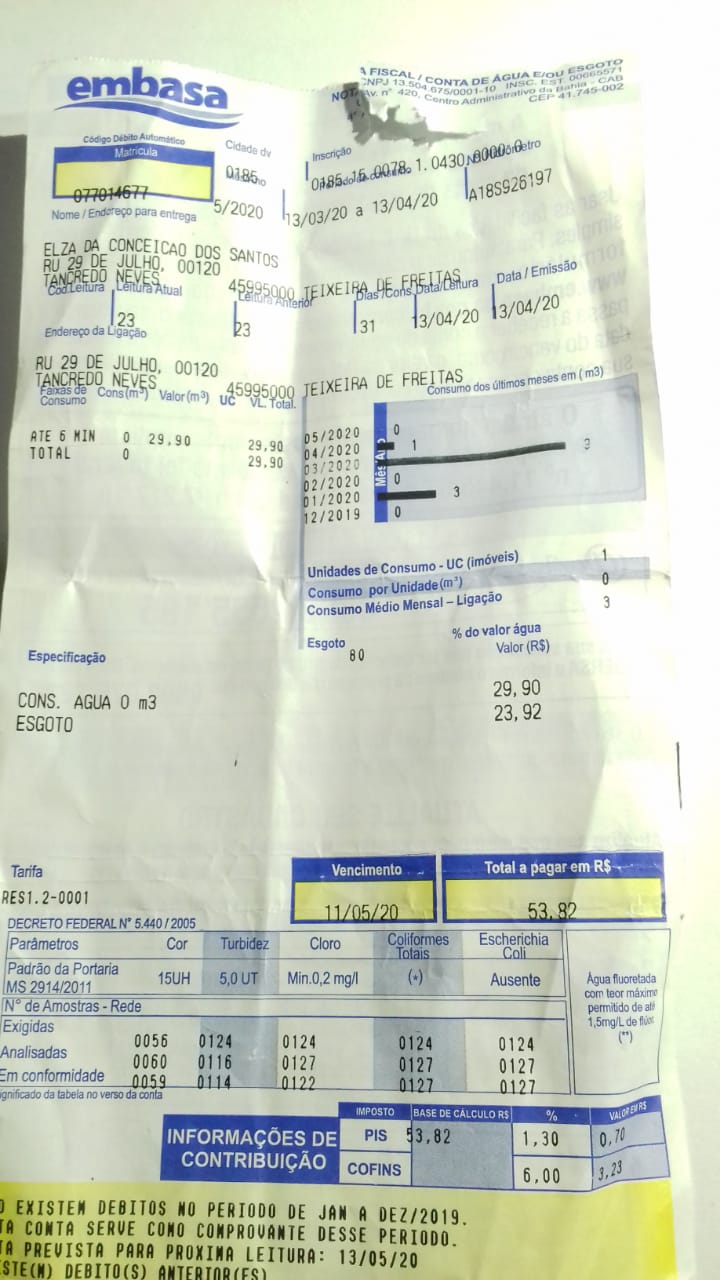 embasa
A FISCAL / CONTA DE ÁGUA E/OU ESGOTO
CNPJ 13.504.675/0001-10 INSC. EST. 00665571
NOT Av. n° 420, Centro Administrativo da Bahia - CAB
CEP 41.745-002
Código Débito Automático
Matrícula
077014677
Cidade dv
0185
Inscrição
0185.15.0078.1.0430.0000.0
5/2020
13/03/20 a 13/04/20
A18S926197
Nome / Endereço para entrega
ELZA DA CONCEICAO DOS SANTOS
RU 29 DE JULHO, 00120
TANCREDO NEVES 45995000 TEIXEIRA DE FREITAS
Cod.Leitura Leitura Atual Leitura Anterior Dias/Cons Data/Leitura Data / Emissão
23 23 31 13/04/20 13/04/20
Endereço da Ligação
RU 29 DE JULHO, 00120
TANCREDO NEVES 45995000 TEIXEIRA DE FREITAS
Faixas de Consumo Cons(m³) Valor(m³) UC VL. Total.
ATE 6 MIN 0 29,90 29,90
TOTAL 0 29,90
Consumo dos últimos meses em ( m3)
Mês/Ano
05/2020 0
04/2020 1
03/2020
02/2020 0
01/2020 3
12/2019 0
Unidades de Consumo - UC (imóveis) 1
Consumo por Unidade(m³) 0
Consumo Médio Mensal – Ligação 3
Esgoto 80 % do valor água
Especificação Valor (R$)
CONS. AGUA 0 m3 29,90
ESGOTO 23,92
Tarifa
RES1.2-0001
Vencimento
11/05/20
Total a pagar em R$
53,82
DECRETO FEDERAL N° 5.440 / 2005
Parâmetros Cor Turbidez Cloro Coliformes Totais Escherichia Coli
Padrão da Portaria MS 2914/2011 15UH 5,0 UT Min.0,2 mg/l (*) Ausente
N° de Amostras - Rede
Exigidas 0056 0124 0124 0124 0124
Analisadas 0060 0116 0127 0127 0127
Em conformidade 0059 0114 0122 0127 0127
Água fluoretada
com teor máximo
permitido de até
1,5mg/L de flúor
(**)
ignificado da tabela no verso da conta
INFORMAÇÕES DE
CONTRIBUIÇÃO
IMPOSTO BASE DE CÁLCULO R$ % VALOR EM R$
PIS 53,82 1,30 0,70
COFINS 6,00 3,23
O EXISTEM DEBITOS NO PERIODO DE JAN A DEZ/2019.
TA CONTA SERVE COMO COMPROVANTE DESSE PERIODO.
TA PREVISTA PARA PROXIMA LEITURA: 13/05/20
STE(M) DEBITO(S) ANTERIOR(ES)